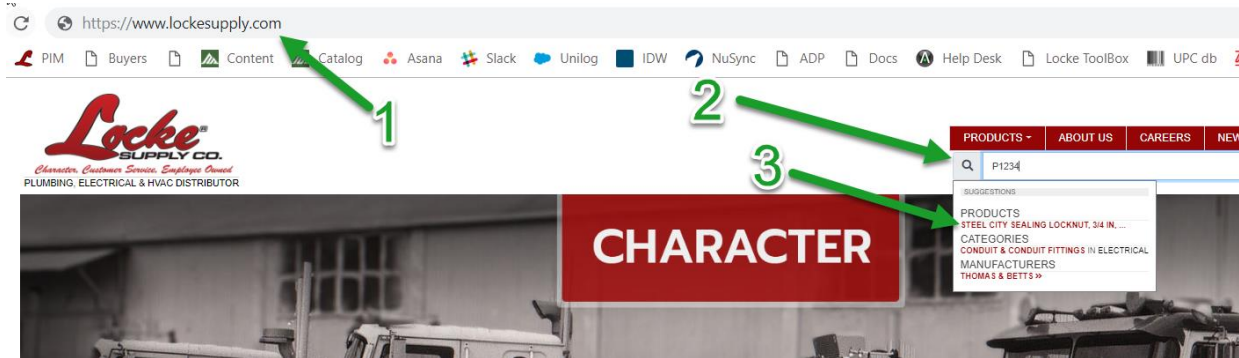 https://www.lockesupply.com
PIM Buyers Content Catalog Asana Slack Unilog IDW NuSync ADP Docs Help Desk Locke ToolBox UPC db
1
2
3
Locke®
SUPPLY CO.
Character, Customer Service, Employee Owned
PLUMBING, ELECTRICAL & HVAC DISTRIBUTOR
PRODUCTS ABOUT US CAREERS NEW
P1234
SUGGESTIONS
PRODUCTS
STEEL CITY SEALING LOCKNUT, 3/4 IN, ...
CATEGORIES
CONDUIT & CONDUIT FITTINGS IN ELECTRICAL
MANUFACTURERS
THOMAS & BETTS »
CHARACTER